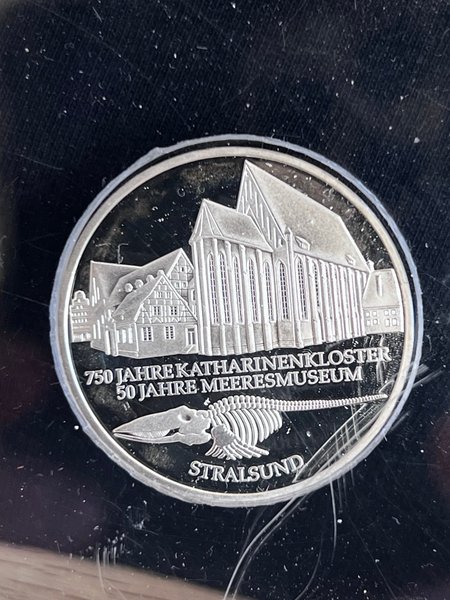 750 JAHRE KATHARINENKLOSTER
50 JAHRE MEERESMUSEUM
STRALSUND